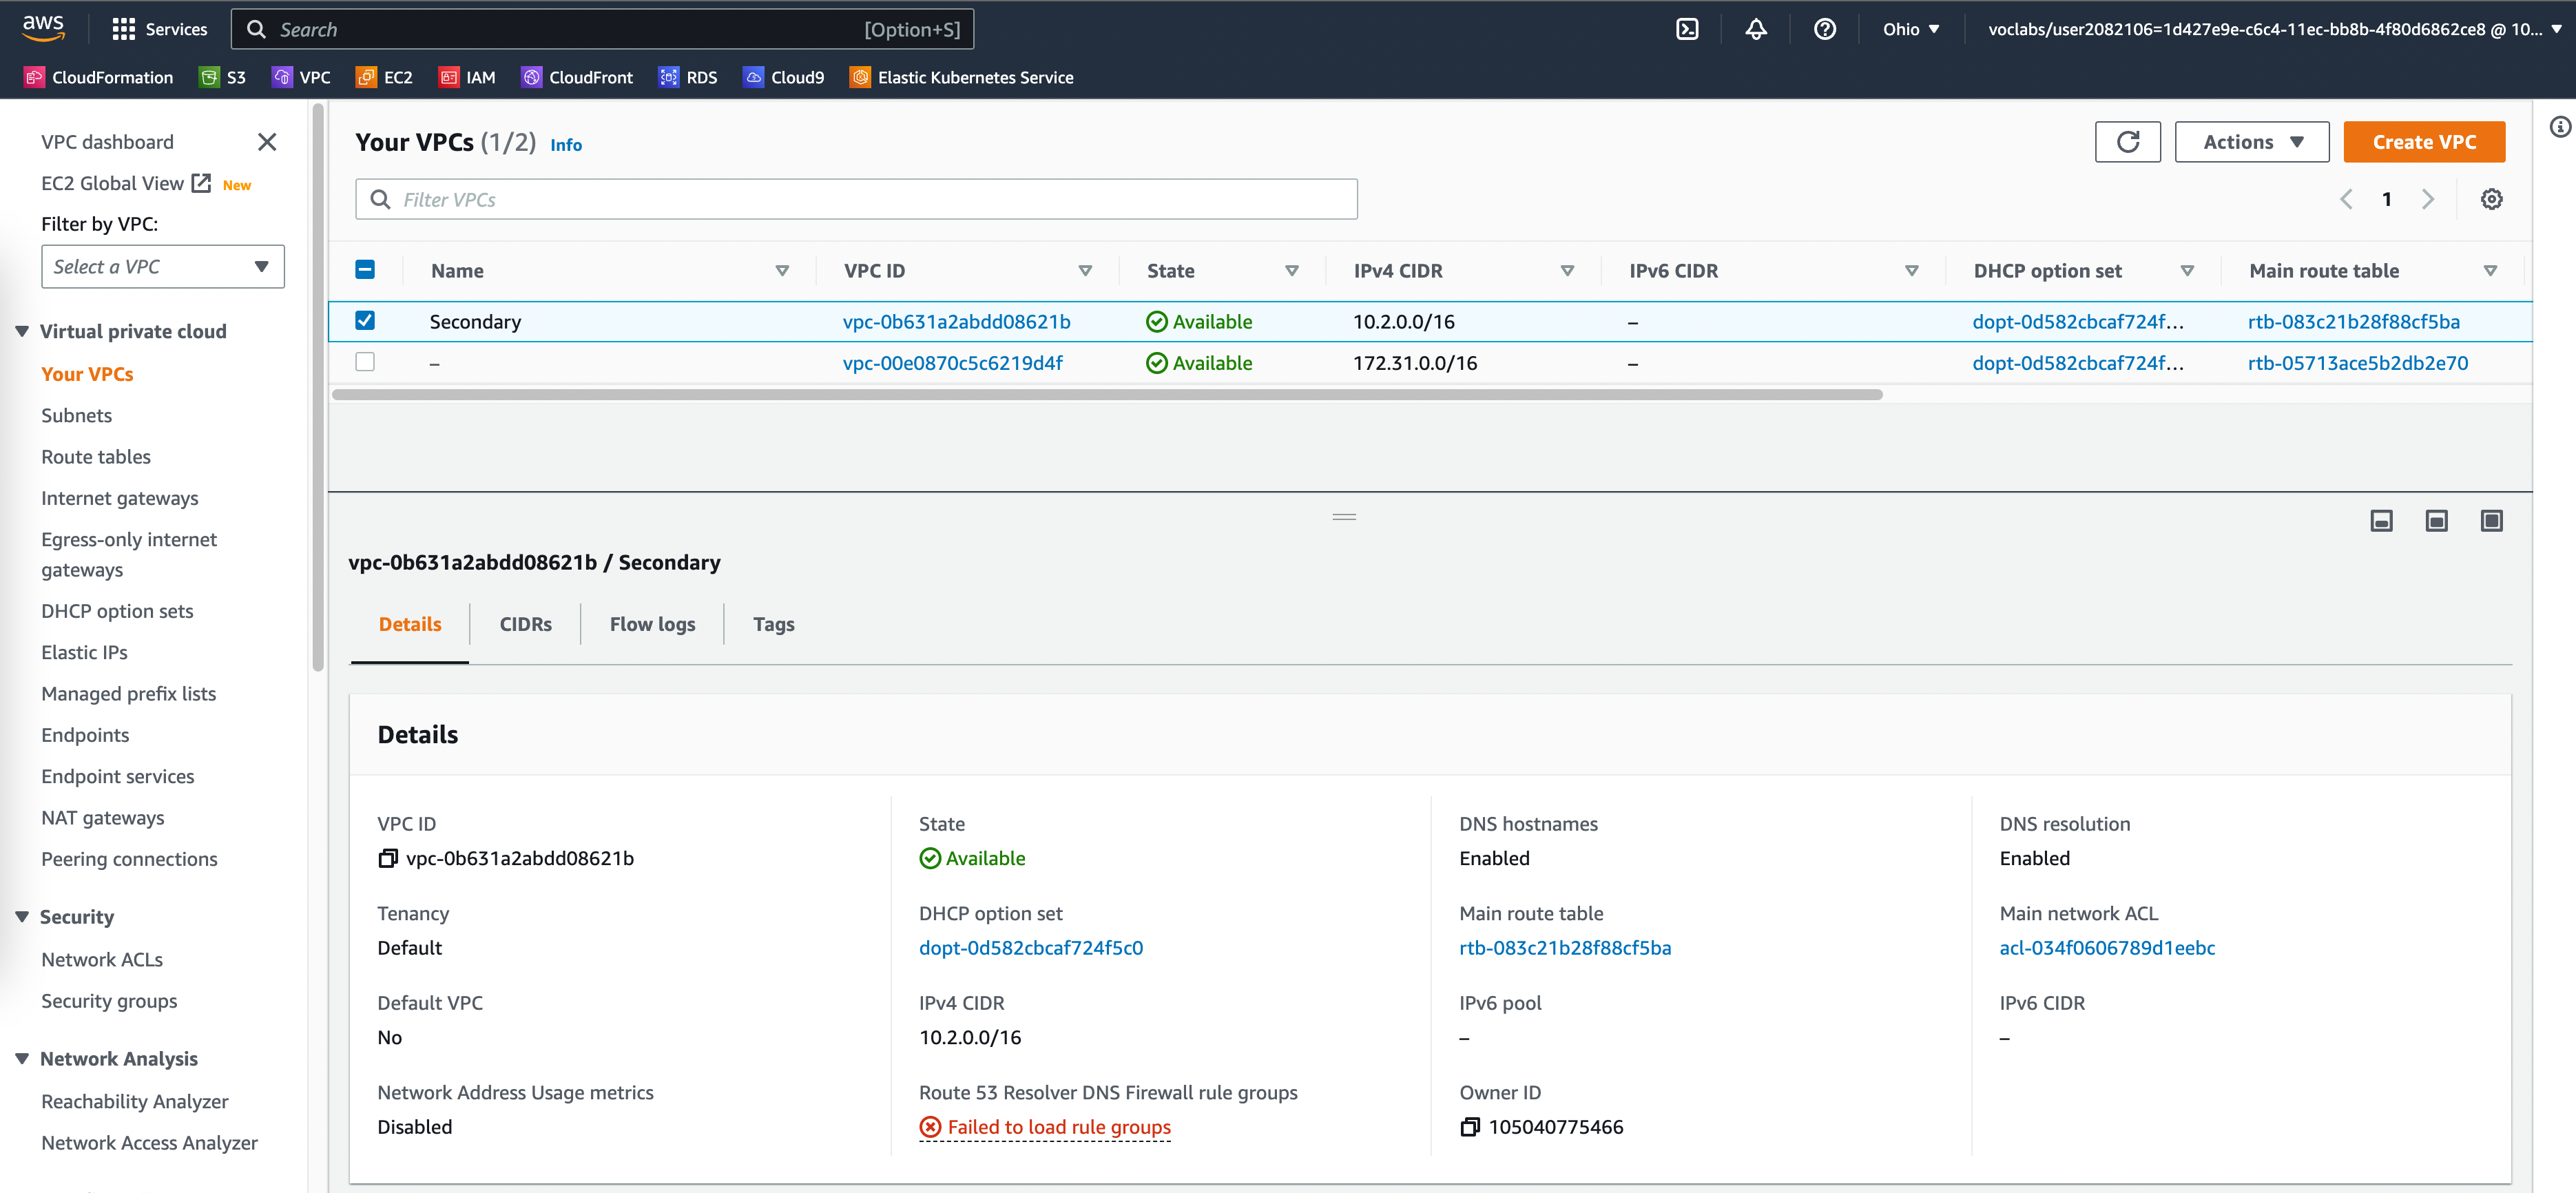 aws
Services
Search [Option+S]
Ohio ▼
voclabs/user2082106=1d427e9e-c6c4-11ec-bb8b-4f80d6862ce8 @ 10... ▼
CloudFormation S3 VPC EC2 IAM CloudFront RDS Cloud9 Elastic Kubernetes Service
VPC dashboard
EC2 Global View New
Filter by VPC:
Select a VPC
Virtual private cloud
Your VPCs
Subnets
Route tables
Internet gateways
Egress-only internet
gateways
DHCP option sets
Elastic IPs
Managed prefix lists
Endpoints
Endpoint services
NAT gateways
Peering connections
Security
Network ACLs
Security groups
Network Analysis
Reachability Analyzer
Network Access Analyzer
Your VPCs (1/2) Info
Actions ▼
Create VPC
Filter VPCs
1
Name VPC ID State IPv4 CIDR IPv6 CIDR DHCP option set Main route table
Secondary vpc-0b631a2abdd08621b Available 10.2.0.0/16 – dopt-0d582cbcaf724f... rtb-083c21b28f88cf5ba
– vpc-00e0870c5c6219d4f Available 172.31.0.0/16 – dopt-0d582cbcaf724f... rtb-05713ace5b2db2e70
vpc-0b631a2abdd08621b / Secondary
Details CIDRs Flow logs Tags
Details
VPC ID
vpc-0b631a2abdd08621b
State
Available
DNS hostnames
Enabled
DNS resolution
Enabled
Tenancy
Default
DHCP option set
dopt-0d582cbcaf724f5c0
Main route table
rtb-083c21b28f88cf5ba
Main network ACL
acl-034f0606789d1eebc
Default VPC
No
IPv4 CIDR
10.2.0.0/16
IPv6 pool
–
IPv6 CIDR
–
Network Address Usage metrics
Disabled
Route 53 Resolver DNS Firewall rule groups
Failed to load rule groups
Owner ID
105040775466